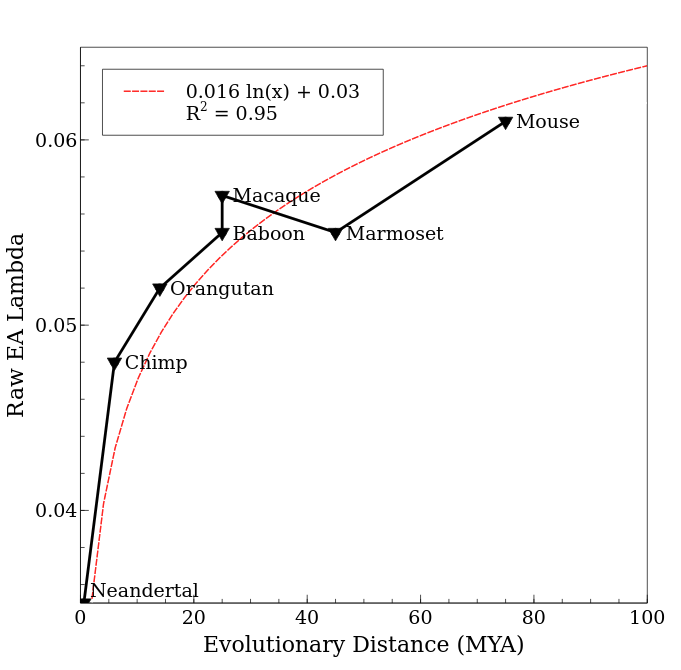 0.016 ln(x) + 0.03
R² = 0.95
0.06
Mouse
Macaque
Baboon
Marmoset
Orangutan
0.05
Chimp
0.04
Neandertal
0 20 40 60 80 100
Evolutionary Distance (MYA)
Raw EA Lambda